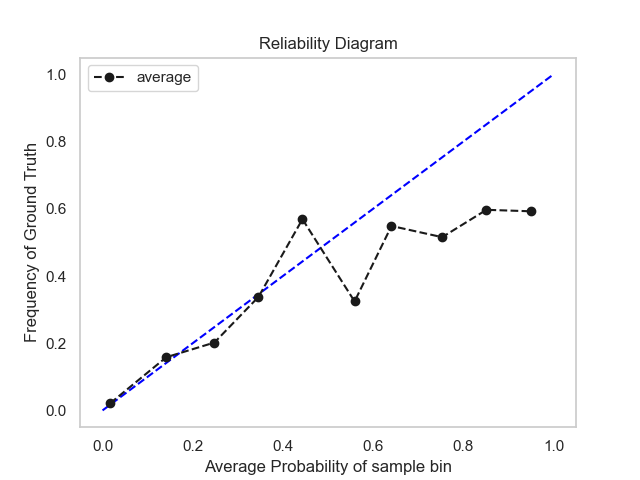 Reliability Diagram
average
1.0
0.8
0.6
0.4
0.2
0.0
Frequency of Ground Truth
0.0 0.2 0.4 0.6 0.8 1.0
Average Probability of sample bin